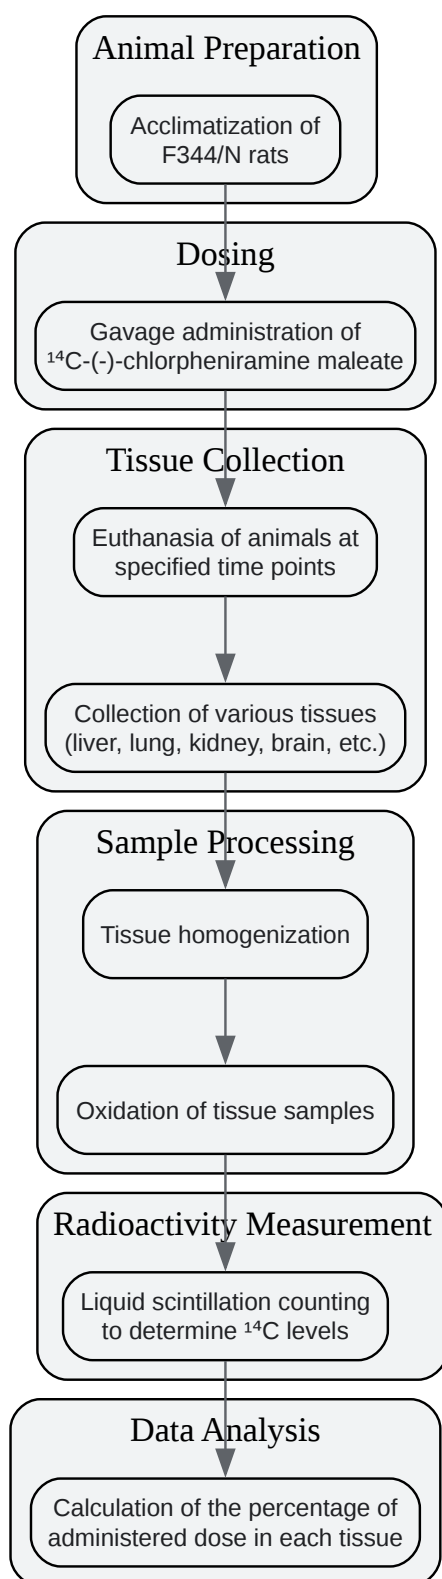 Animal Preparation
Acclimatization of
F344/N rats
Dosing
Gavage administration of
¹⁴C-(-)-chlorpheniramine maleate
Tissue Collection
Euthanasia of animals at
specified time points
Collection of various tissues
(liver, lung, kidney, brain, etc.)
Sample Processing
Tissue homogenization
Oxidation of tissue samples
Radioactivity Measurement
Liquid scintillation counting
to determine ¹⁴C levels
Data Analysis
Calculation of the percentage of
administered dose in each tissue